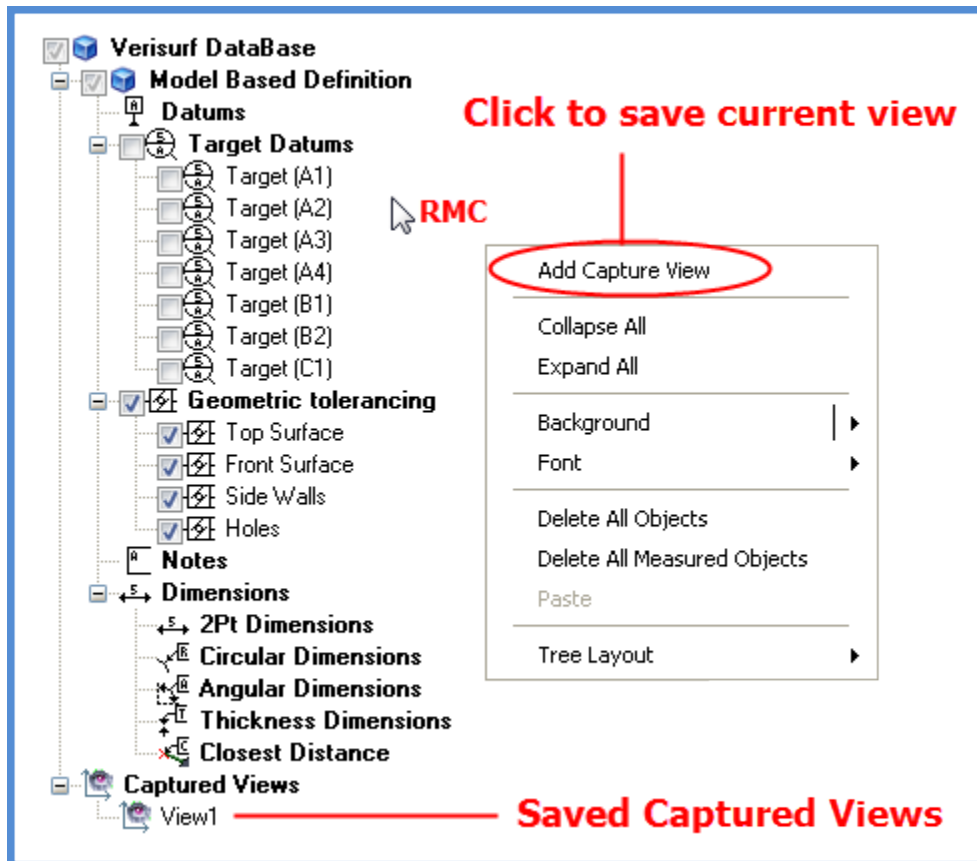 Verisurf DataBase
Model Based Definition
Datums
Target Datums
Target (A1)
Target (A2)
Target (A3)
Target (A4)
Target (B1)
Target (B2)
Target (C1)
Geometric tolerancing
Top Surface
Front Surface
Side Walls
Holes
Notes
Dimensions
2Pt Dimensions
Circular Dimensions
Angular Dimensions
Thickness Dimensions
Closest Distance
Captured Views
View1
Click to save current view
RMC
Add Capture View
Collapse All
Expand All
Background
Font
Delete All Objects
Delete All Measured Objects
Paste
Tree Layout
Saved Captured Views